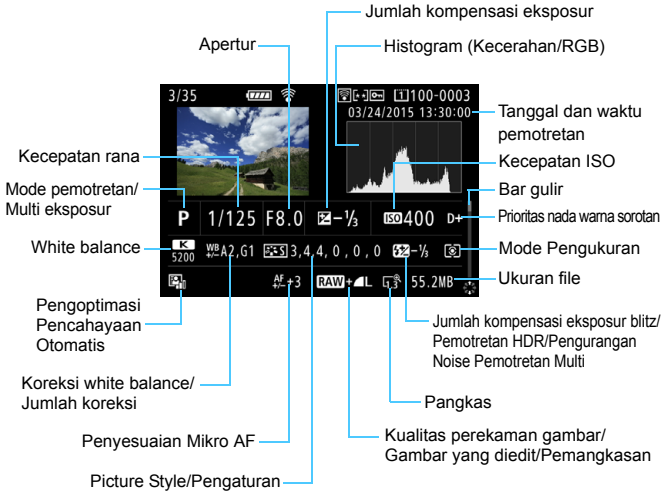 Jumlah kompensasi eksposur
Apertur
Histogram (Kecerahan/RGB)
3/35
100-0003
03/24/2015 13:30:00
Tanggal dan waktu
pemotretan
Kecepatan rana
Kecepatan ISO
Mode pemotretan/
Multi eksposur
Bar gulir
P 1/125 F8.0 -⅓ ISO 400 D+
Prioritas nada warna sorotan
White balance
K
5200
WB +/- A2,G1
S 3,4,4,0,0,0
-⅓
Mode Pengukuran
AF +/- +3
RAW+ L
1.3
55.2MB
Ukuran file
Pengoptimasi
Pencahayaan
Otomatis
Jumlah kompensasi eksposur blitz/
Pemotretan HDR/Pengurangan
Noise Pemotretan Multi
Koreksi white balance/
Jumlah koreksi
Pangkas
Penyesuaian Mikro AF
Kualitas perekaman gambar/
Gambar yang diedit/Pemangkasan
Picture Style/Pengaturan